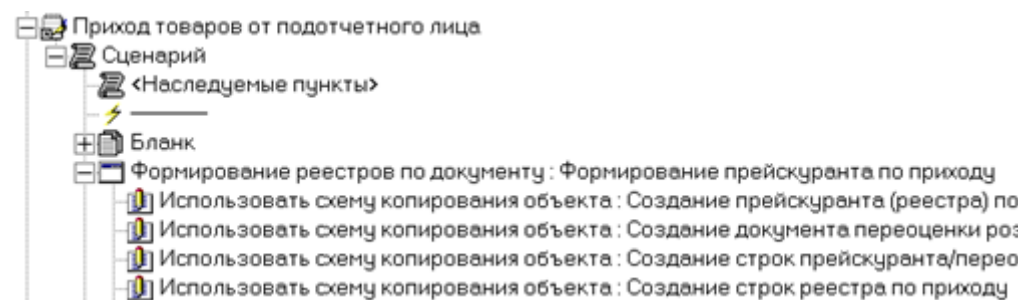 Приход товаров от подотчетного лица
Сценарий
<Наследуемые пункты>
Бланк
Формирование реестров по документу : Формирование прейскуранта по приходу
Использовать схему копирования объекта : Создание прейскуранта (реестра) по
Использовать схему копирования объекта : Создание документа переоценки роз
Использовать схему копирования объекта : Создание строк прейскуранта/перео
Использовать схему копирования объекта : Создание строк реестра по приходу